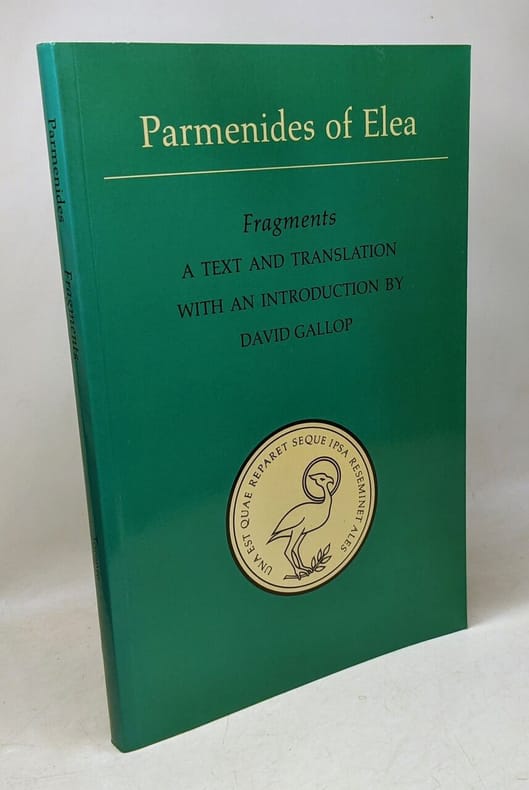 Parmenides of Elea
Fragments
A TEXT AND TRANSLATION
WITH AN INTRODUCTION BY
DAVID GALLOP
UNA EST QUAE REPARET SEQUE IPSA RESEMINET ALES
Parmenides Fragments